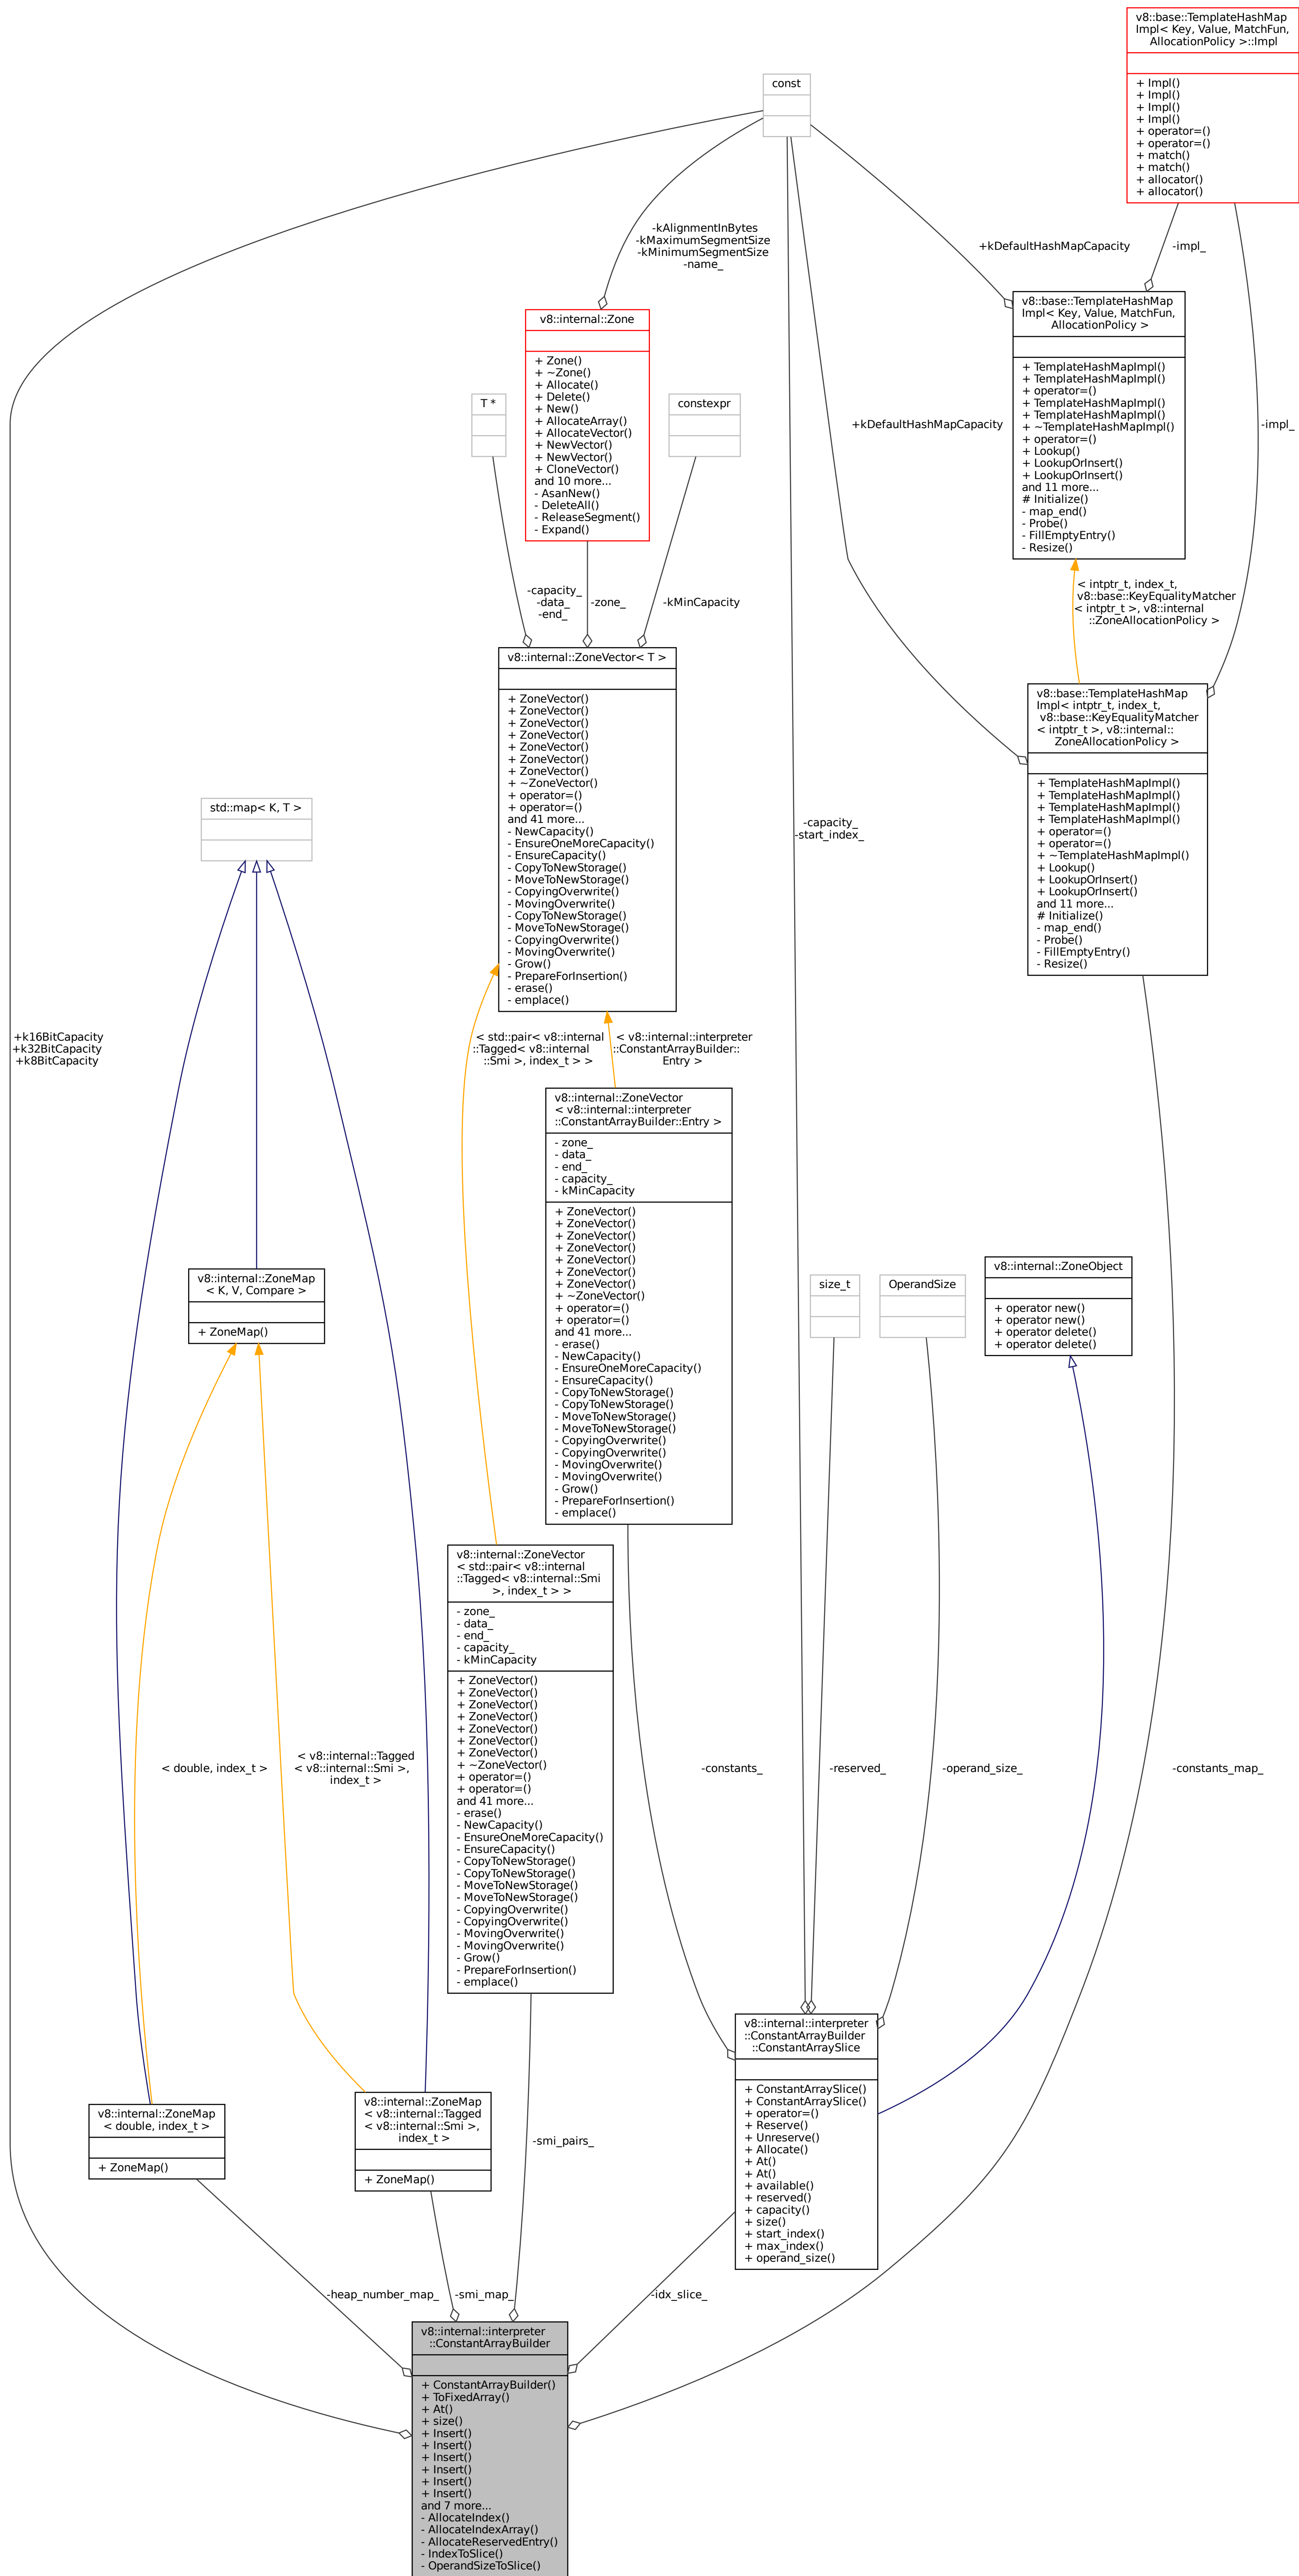 v8::base::TemplateHashMap
Impl< Key, Value, MatchFun,
AllocationPolicy >::Impl
+ Impl()
+ Impl()
+ Impl()
+ Impl()
+ operator=()
+ operator=()
+ match()
+ match()
+ allocator()
+ allocator()
const
-kAlignmentInBytes
-kMaximumSegmentSize
-kMinimumSegmentSize
-name_
+kDefaultHashMapCapacity
-impl_
v8::base::TemplateHashMap
Impl< Key, Value, MatchFun,
AllocationPolicy >
+ TemplateHashMapImpl()
+ TemplateHashMapImpl()
+ operator=()
+ TemplateHashMapImpl()
+ TemplateHashMapImpl()
+ ~TemplateHashMapImpl()
+ operator=()
+ Lookup()
+ LookupOrInsert()
+ LookupOrInsert()
and 11 more...
# Initialize()
- map_end()
- Probe()
- FillEmptyEntry()
- Resize()
v8::internal::Zone
+ Zone()
+ ~Zone()
+ Allocate()
+ Delete()
+ New()
+ AllocateArray()
+ AllocateVector()
+ NewVector()
+ NewVector()
+ CloneVector()
and 10 more...
- AsanNew()
- DeleteAll()
- ReleaseSegment()
- Expand()
T *
constexpr
+kDefaultHashMapCapacity
-impl_
-capacity_
-data_
-end_
-zone_
-kMinCapacity
< intptr_t, index_t,
v8::base::KeyEqualityMatcher
< intptr_t >, v8::internal
::ZoneAllocationPolicy >
v8::internal::ZoneVector< T >
+ ZoneVector()
+ ZoneVector()
+ ZoneVector()
+ ZoneVector()
+ ZoneVector()
+ ZoneVector()
+ ZoneVector()
+ ~ZoneVector()
+ operator=()
+ operator=()
and 41 more...
- NewCapacity()
- EnsureOneMoreCapacity()
- EnsureCapacity()
- CopyToNewStorage()
- MoveToNewStorage()
- CopyingOverwrite()
- MovingOverwrite()
- CopyToNewStorage()
- MoveToNewStorage()
- CopyingOverwrite()
- MovingOverwrite()
- Grow()
- PrepareForInsertion()
- erase()
- emplace()
v8::base::TemplateHashMap
Impl< intptr_t, index_t,
v8::base::KeyEqualityMatcher
< intptr_t >, v8::internal::
ZoneAllocationPolicy >
+ TemplateHashMapImpl()
+ TemplateHashMapImpl()
+ TemplateHashMapImpl()
+ TemplateHashMapImpl()
+ operator=()
+ operator=()
+ ~TemplateHashMapImpl()
+ Lookup()
+ LookupOrInsert()
+ LookupOrInsert()
and 11 more...
# Initialize()
- map_end()
- Probe()
- FillEmptyEntry()
- Resize()
std::map< K, T >
-capacity_
-start_index_
+k16BitCapacity
+k32BitCapacity
+k8BitCapacity
< std::pair< v8::internal
::Tagged< v8::internal
::Smi >, index_t > >
< v8::internal::interpreter
::ConstantArrayBuilder::
Entry >
v8::internal::ZoneVector
< v8::internal::interpreter
::ConstantArrayBuilder::Entry >
- zone_
- data_
- end_
- capacity_
- kMinCapacity
+ ZoneVector()
+ ZoneVector()
+ ZoneVector()
+ ZoneVector()
+ ZoneVector()
+ ZoneVector()
+ ZoneVector()
+ ~ZoneVector()
+ operator=()
+ operator=()
and 41 more...
- erase()
- NewCapacity()
- EnsureOneMoreCapacity()
- EnsureCapacity()
- CopyToNewStorage()
- CopyToNewStorage()
- MoveToNewStorage()
- MoveToNewStorage()
- CopyingOverwrite()
- CopyingOverwrite()
- MovingOverwrite()
- MovingOverwrite()
- Grow()
- PrepareForInsertion()
- emplace()
v8::internal::ZoneMap
< K, V, Compare >
+ ZoneMap()
size_t
OperandSize
v8::internal::ZoneObject
+ operator new()
+ operator new()
+ operator delete()
+ operator delete()
v8::internal::ZoneVector
< std::pair< v8::internal
::Tagged< v8::internal::Smi
>, index_t > >
- zone_
- data_
- end_
- capacity_
- kMinCapacity
+ ZoneVector()
+ ZoneVector()
+ ZoneVector()
+ ZoneVector()
+ ZoneVector()
+ ZoneVector()
+ ZoneVector()
+ ~ZoneVector()
+ operator=()
+ operator=()
and 41 more...
- erase()
- NewCapacity()
- EnsureOneMoreCapacity()
- EnsureCapacity()
- CopyToNewStorage()
- CopyToNewStorage()
- MoveToNewStorage()
- MoveToNewStorage()
- CopyingOverwrite()
- CopyingOverwrite()
- MovingOverwrite()
- MovingOverwrite()
- Grow()
- PrepareForInsertion()
- emplace()
< double, index_t >
< v8::internal::Tagged
< v8::internal::Smi >,
index_t >
-constants_
-reserved_
-operand_size_
-constants_map_
v8::internal::interpreter
::ConstantArrayBuilder
::ConstantArraySlice
+ ConstantArraySlice()
+ ConstantArraySlice()
+ operator=()
+ Reserve()
+ Unreserve()
+ Allocate()
+ At()
+ At()
+ available()
+ reserved()
+ capacity()
+ size()
+ start_index()
+ max_index()
+ operand_size()
v8::internal::ZoneMap
< double, index_t >
+ ZoneMap()
v8::internal::ZoneMap
< v8::internal::Tagged
< v8::internal::Smi >,
index_t >
+ ZoneMap()
-smi_pairs_
-heap_number_map_
-smi_map_
-idx_slice_
v8::internal::interpreter
::ConstantArrayBuilder
+ ConstantArrayBuilder()
+ ToFixedArray()
+ At()
+ size()
+ Insert()
+ Insert()
+ Insert()
+ Insert()
+ Insert()
+ Insert()
and 7 more...
- AllocateIndex()
- AllocateIndexArray()
- AllocateReservedEntry()
- IndexToSlice()
- OperandSizeToSlice()